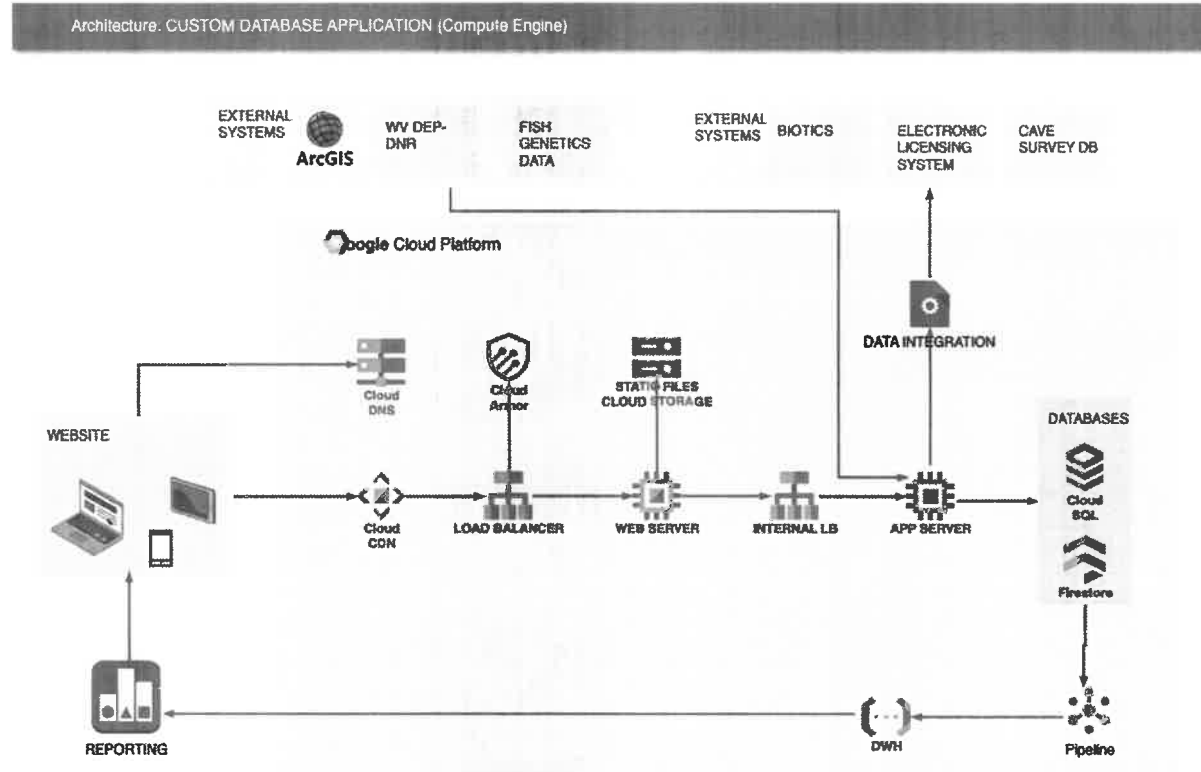 Architecture. CUSTOM DATABASE APPLICATION (Compute Engine)
EXTERNAL
SYSTEMS
ArcGIS
WV DEP-
DNR
FISH
GENETICS
DATA
EXTERNAL
SYSTEMS
BIOTICS
ELECTRONIC
LICENSING
SYSTEM
CAVE
SURVEY DB
Google Cloud Platform
DATA INTEGRATION
Cloud
DNS
Cloud
Armor
STATIC FILES
CLOUD STORAGE
WEBSITE
DATABASES
Cloud
CDN
LOAD BALANCER
WEB SERVER
INTERNAL LB
APP SERVER
Cloud
SQL
Firestore
REPORTING
DWH
Pipeline